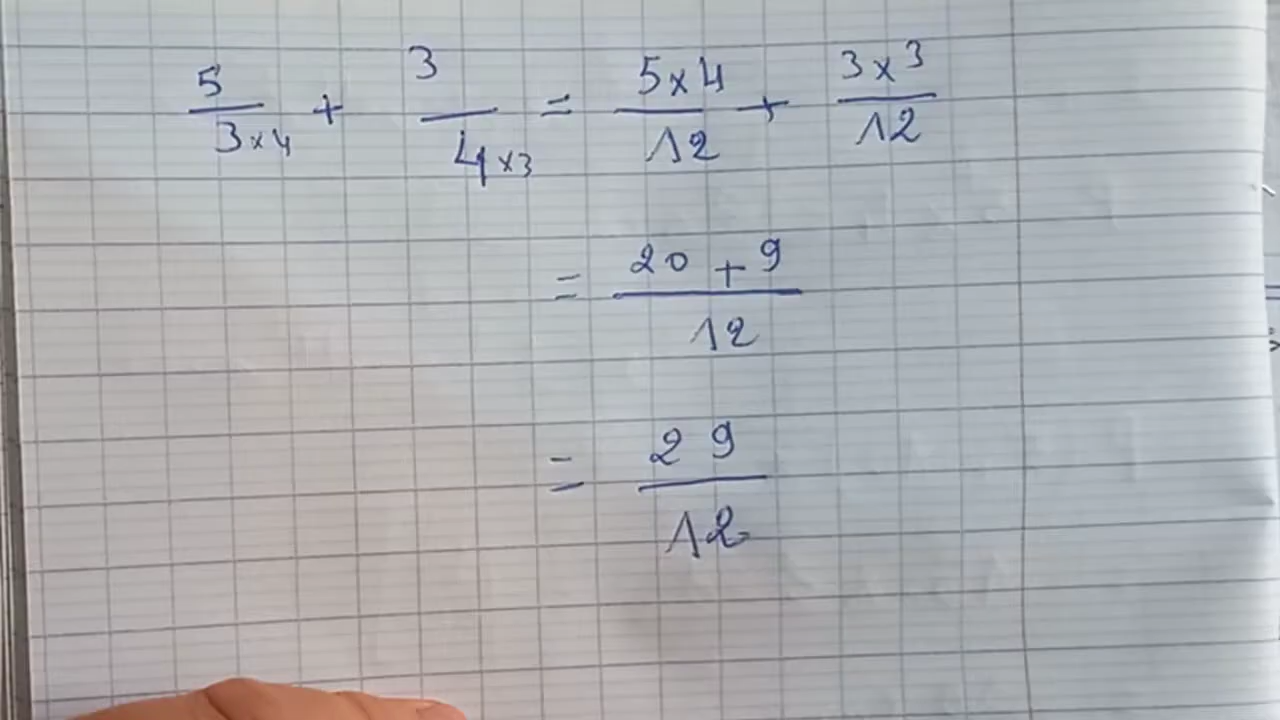 5/3×4 + 3/4×3 = 5×4/12 + 3×3/12
= 20+9/12
= 29/12